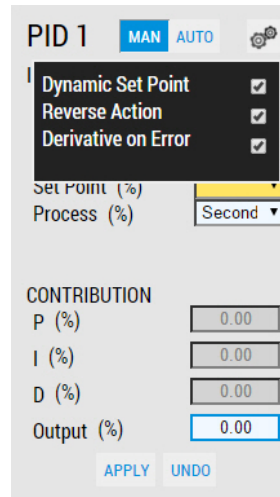 PID 1 MAN AUTO
Dynamic Set Point
Reverse Action
Derivative on Error
Set Point (%)
Process (%) Second
CONTRIBUTION
P (%) 0.00
I (%) 0.00
D (%) 0.00
Output (%) 0.00
APPLY UNDO